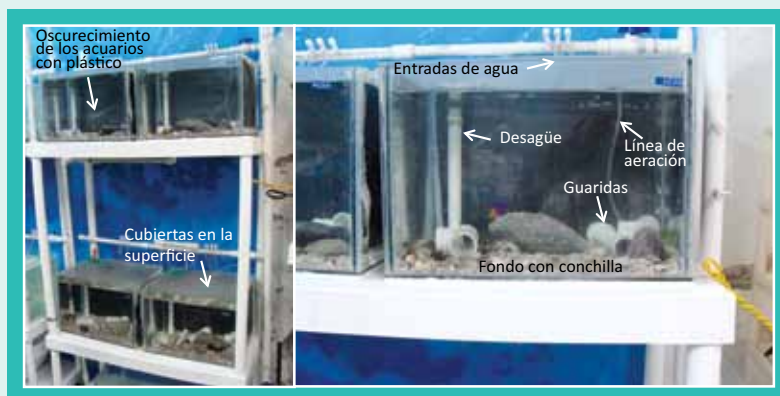 Oscurecimiento
de los acuarios
con plástico
Cubiertas en la
superficie
Entradas de agua
Desagüe
Línea de
aeración
Guaridas
Fondo con conchilla